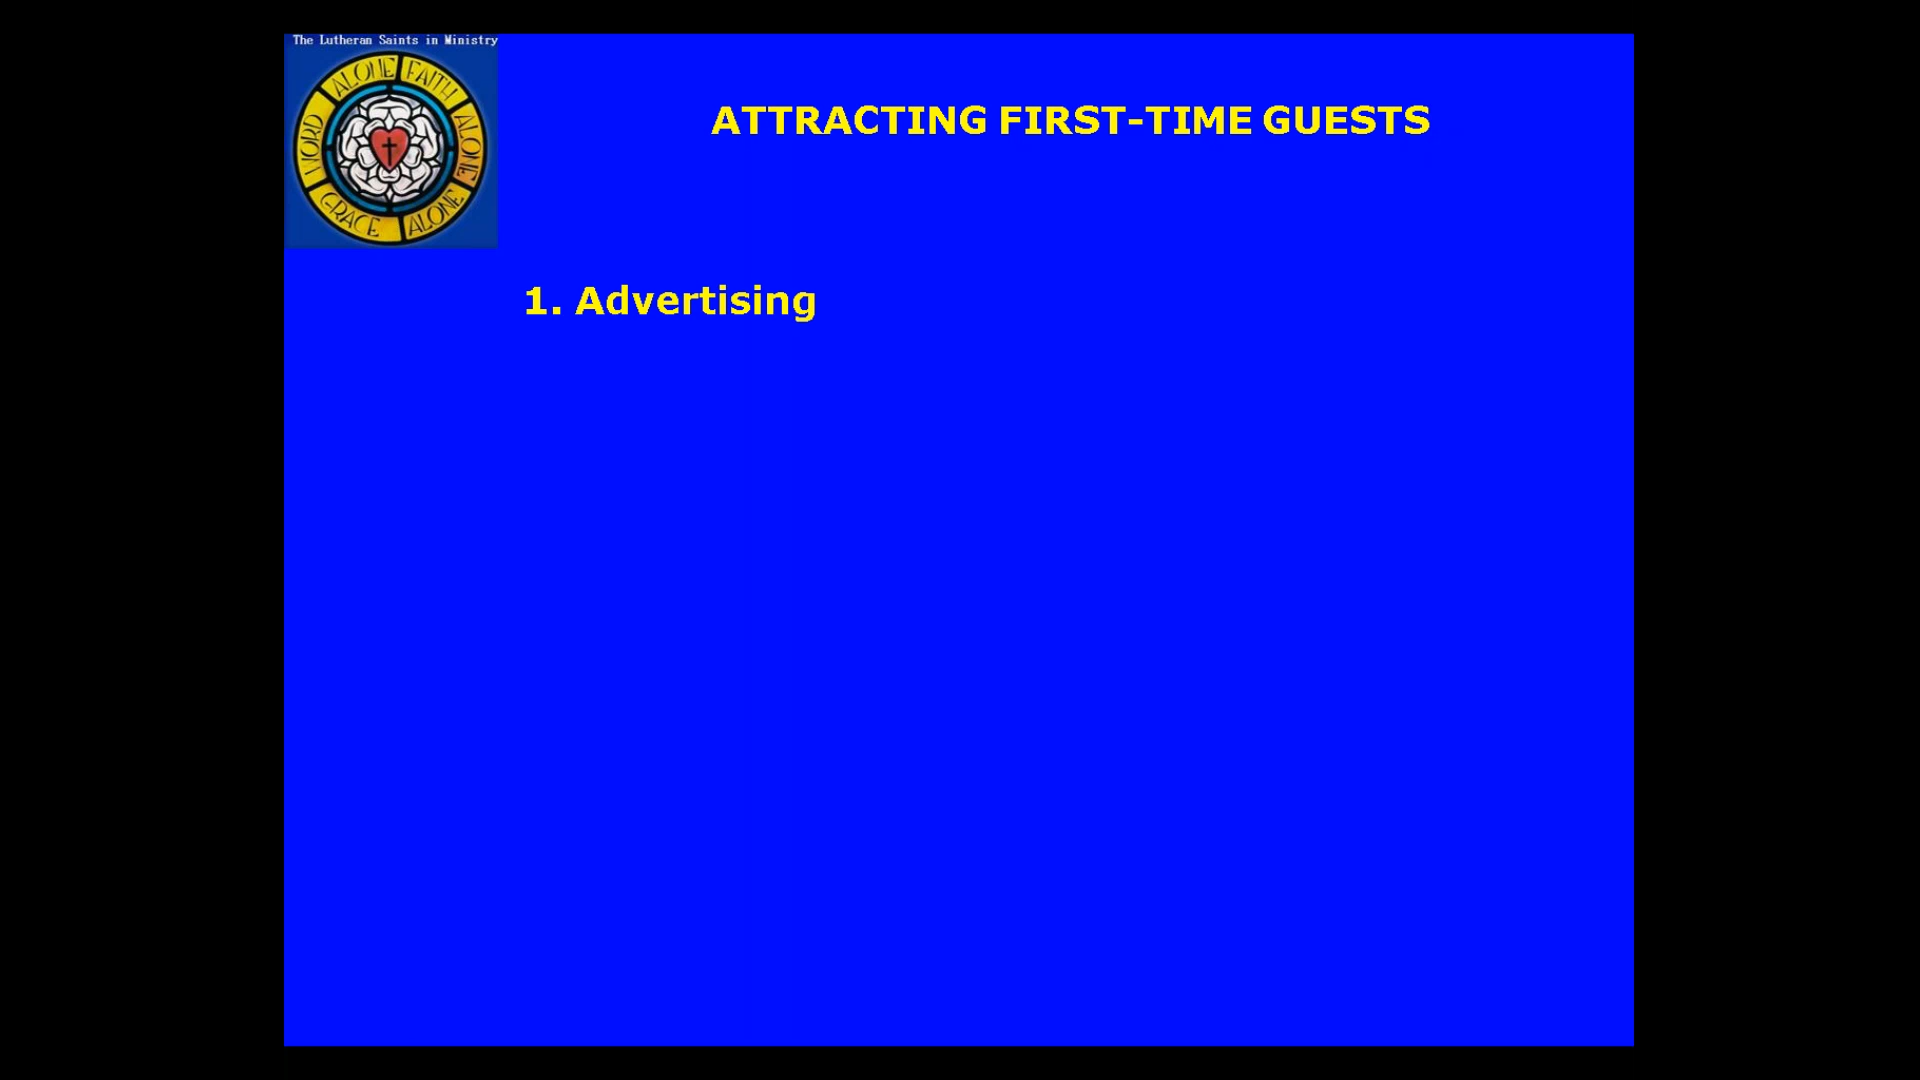 The Lutheran Saints in Ministry
ALONE FAITH ALONE
WORD
GRACE ALONE
ATTRACTING FIRST-TIME GUESTS
1. Advertising